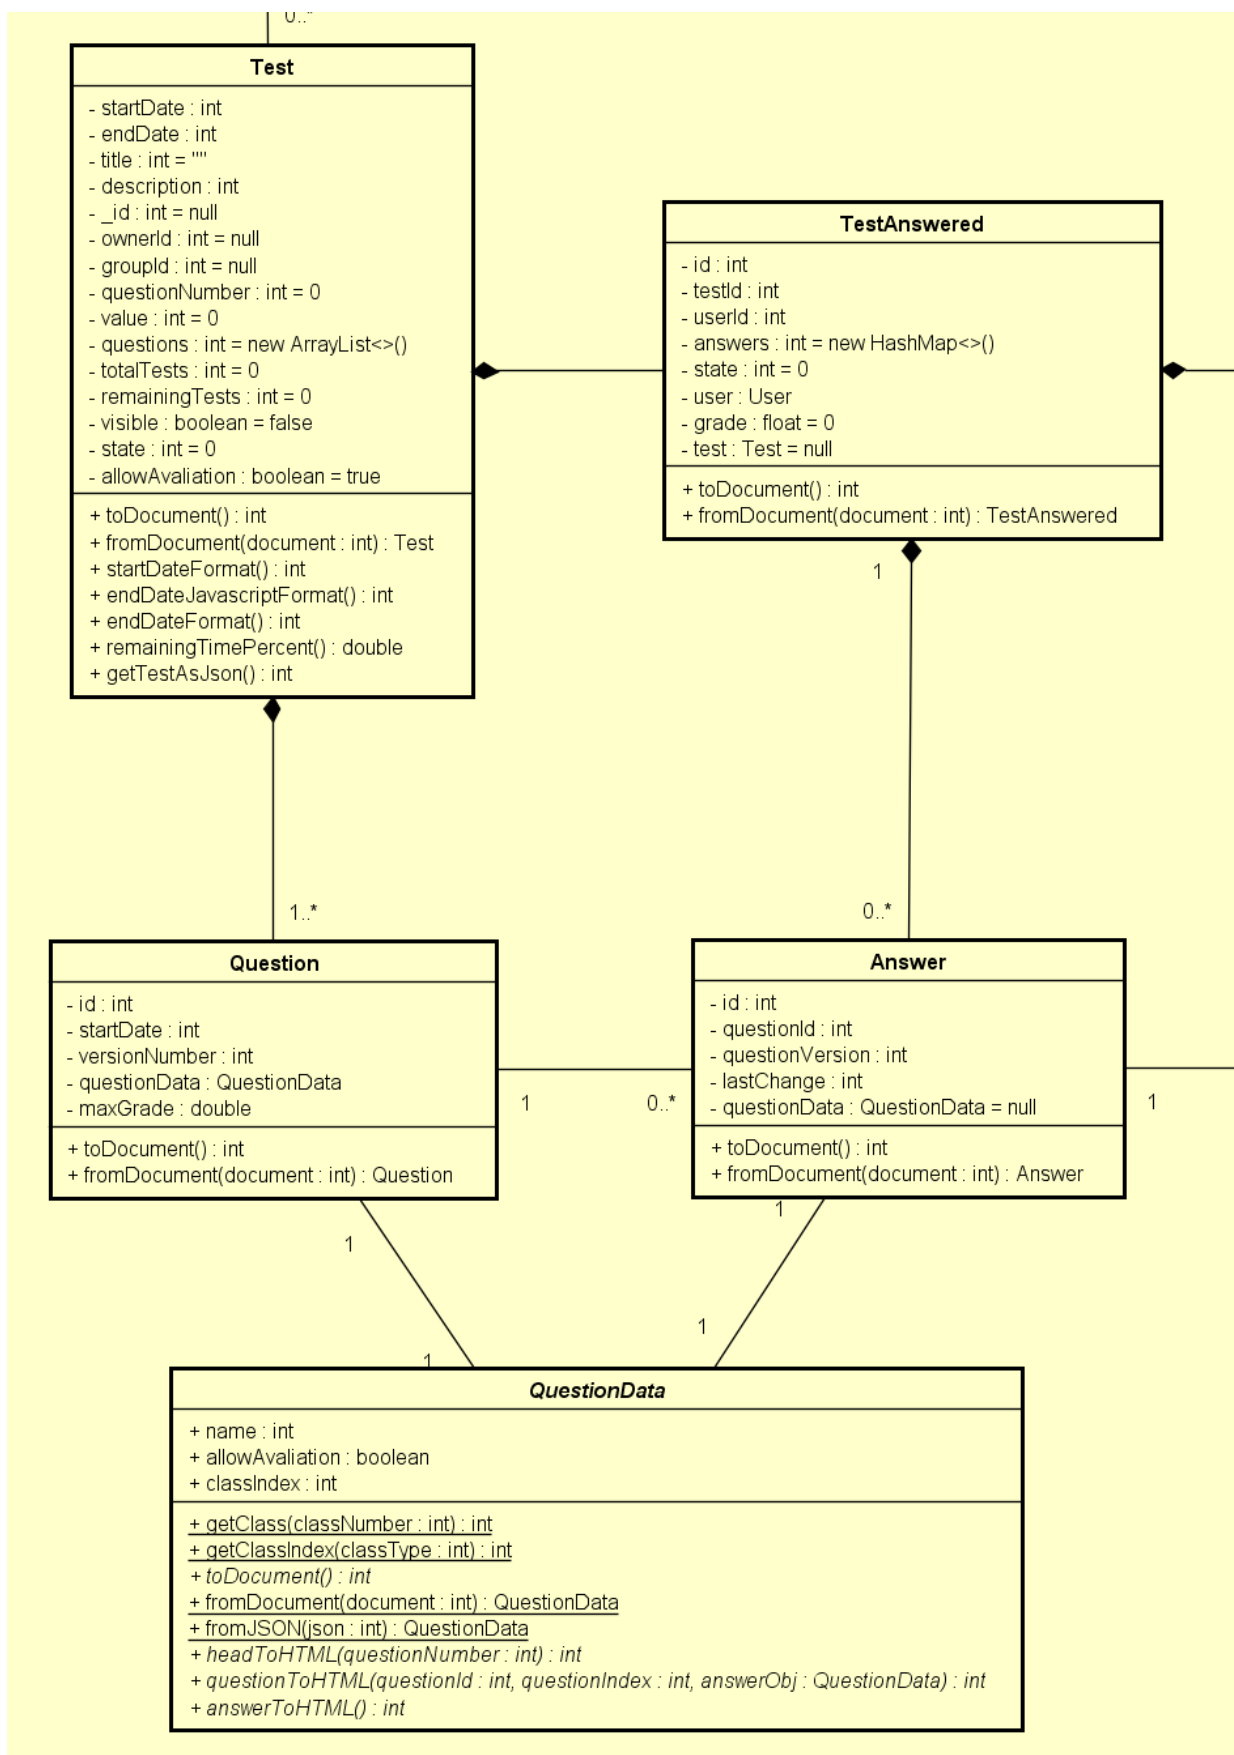 0..*
Test
- startDate : int
- endDate : int
- title : int = ""
- description : int
- _id : int = null
- ownerId : int = null
- groupId : int = null
- questionNumber : int = 0
- value : int = 0
- questions : int = new ArrayList<>()
- totalTests : int = 0
- remainingTests : int = 0
- visible : boolean = false
- state : int = 0
- allowAvaliation : boolean = true
+ toDocument() : int
+ fromDocument(document : int) : Test
+ startDateFormat() : int
+ endDateJavascriptFormat() : int
+ endDateFormat() : int
+ remainingTimePercent() : double
+ getTestAsJson() : int
TestAnswered
- id : int
- testId : int
- userId : int
- answers : int = new HashMap<>()
- state : int = 0
- user : User
- grade : float = 0
- test : Test = null
+ toDocument() : int
+ fromDocument(document : int) : TestAnswered
1
1..*
0..*
Question
- id : int
- startDate : int
- versionNumber : int
- questionData : QuestionData
- maxGrade : double
+ toDocument() : int
+ fromDocument(document : int) : Question
1
0..*
Answer
- id : int
- questionId : int
- questionVersion : int
- lastChange : int
- questionData : QuestionData = null
+ toDocument() : int
+ fromDocument(document : int) : Answer
1
1
1
1
1
QuestionData
+ name : int
+ allowAvaliation : boolean
+ classIndex : int
+ getClass(classNumber : int) : int
+ getClassIndex(classType : int) : int
+ toDocument() : int
+ fromDocument(document : int) : QuestionData
+ fromJSON(json : int) : QuestionData
+ headToHTML(questionNumber : int) : int
+ questionToHTML(questionId : int, questionIndex : int, answerObj : QuestionData) : int
+ answerToHTML() : int